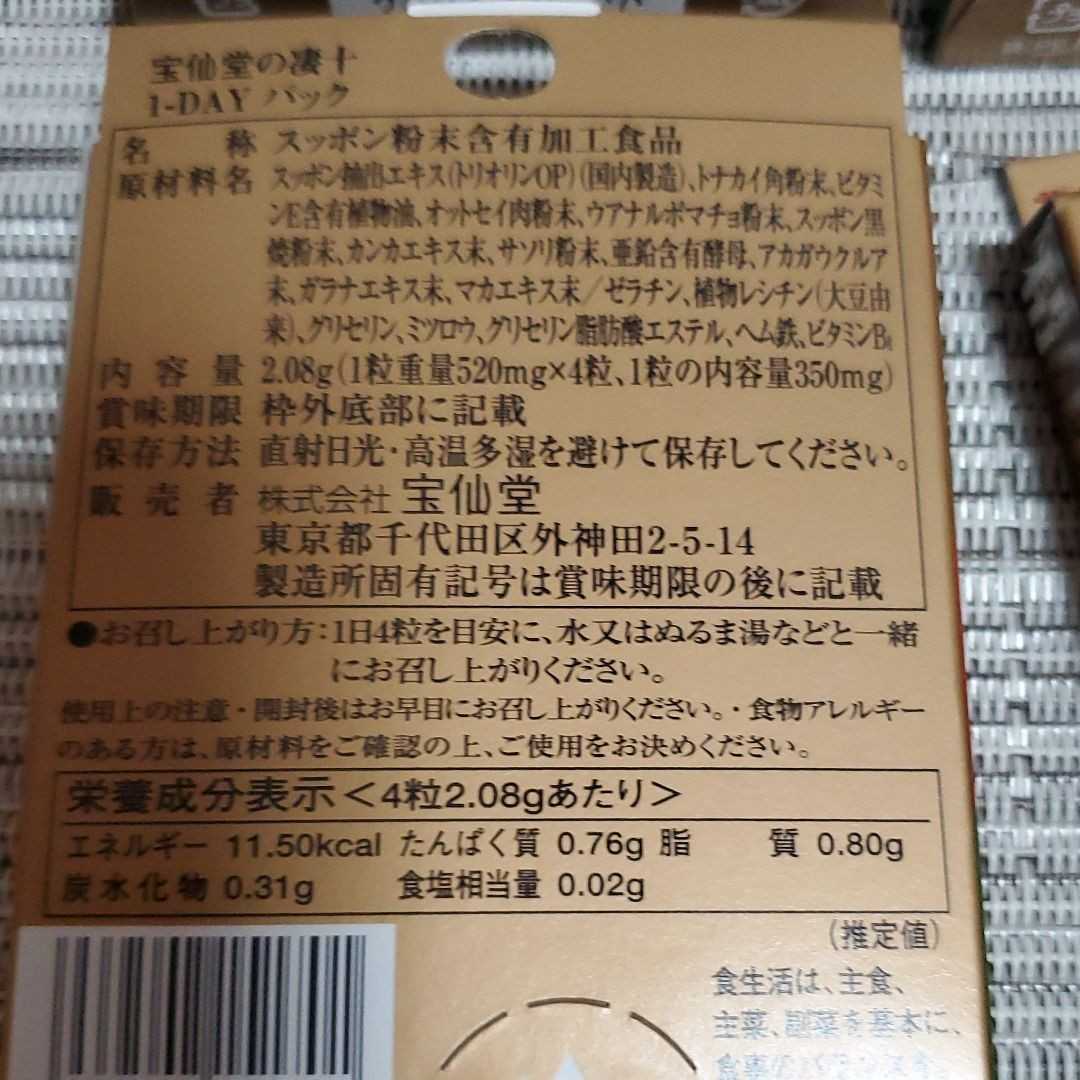 宝仙堂の凄十
1-DAY パック
名称 スッポン粉末含有加工食品
原材料名 スッポン抽出エキス(トリオリンOP)(国内製造)、トナカイ角粉末、ビタミ
ンE含有植物油、オットセイ肉粉末、ウアナルポマチョ粉末、スッポン黒
焼粉末、カンカエキス末、サソリ粉末、亜鉛含有酵母、アカガウクルア
末、ガラナエキス末、マカエキス末/ゼラチン、植物レシチン(大豆由
来)、グリセリン、ミツロウ、グリセリン脂肪酸エステル、ヘム鉄、ビタミンB₆
内容量 2.08g(1粒重量520mg×4粒、1粒の内容量350mg)
賞味期限 枠外底部に記載
保存方法 直射日光・高温多湿を避けて保存してください。
販売者 株式会社 宝仙堂
東京都千代田区外神田2-5-14
製造所固有記号は賞味期限の後に記載
●お召し上がり方:1日4粒を目安に、水又はぬるま湯などと一緒
にお召し上がりください。
使用上の注意・開封後はお早目にお召し上がりください。・食物アレルギー
のある方は、原材料をご確認の上、ご使用をお決めください。
栄養成分表示<4粒2.08gあたり>
エネルギー 11.50kcal たんぱく質 0.76g 脂質 0.80g
炭水化物 0.31g 食塩相当量 0.02g
(推定値)
食生活は、主食、
主菜、副菜を基本に、